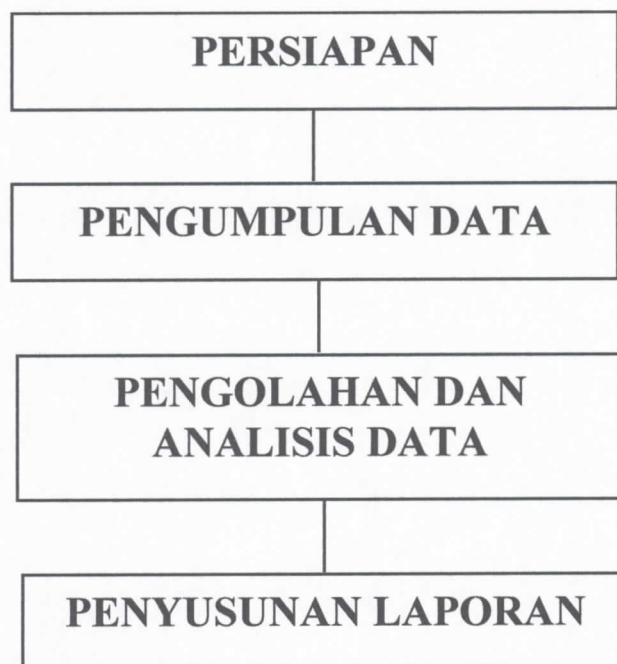 PERSIAPAN
PENGUMPULAN DATA
PENGOLAHAN DAN
ANALISIS DATA
PENYUSUNAN LAPORAN